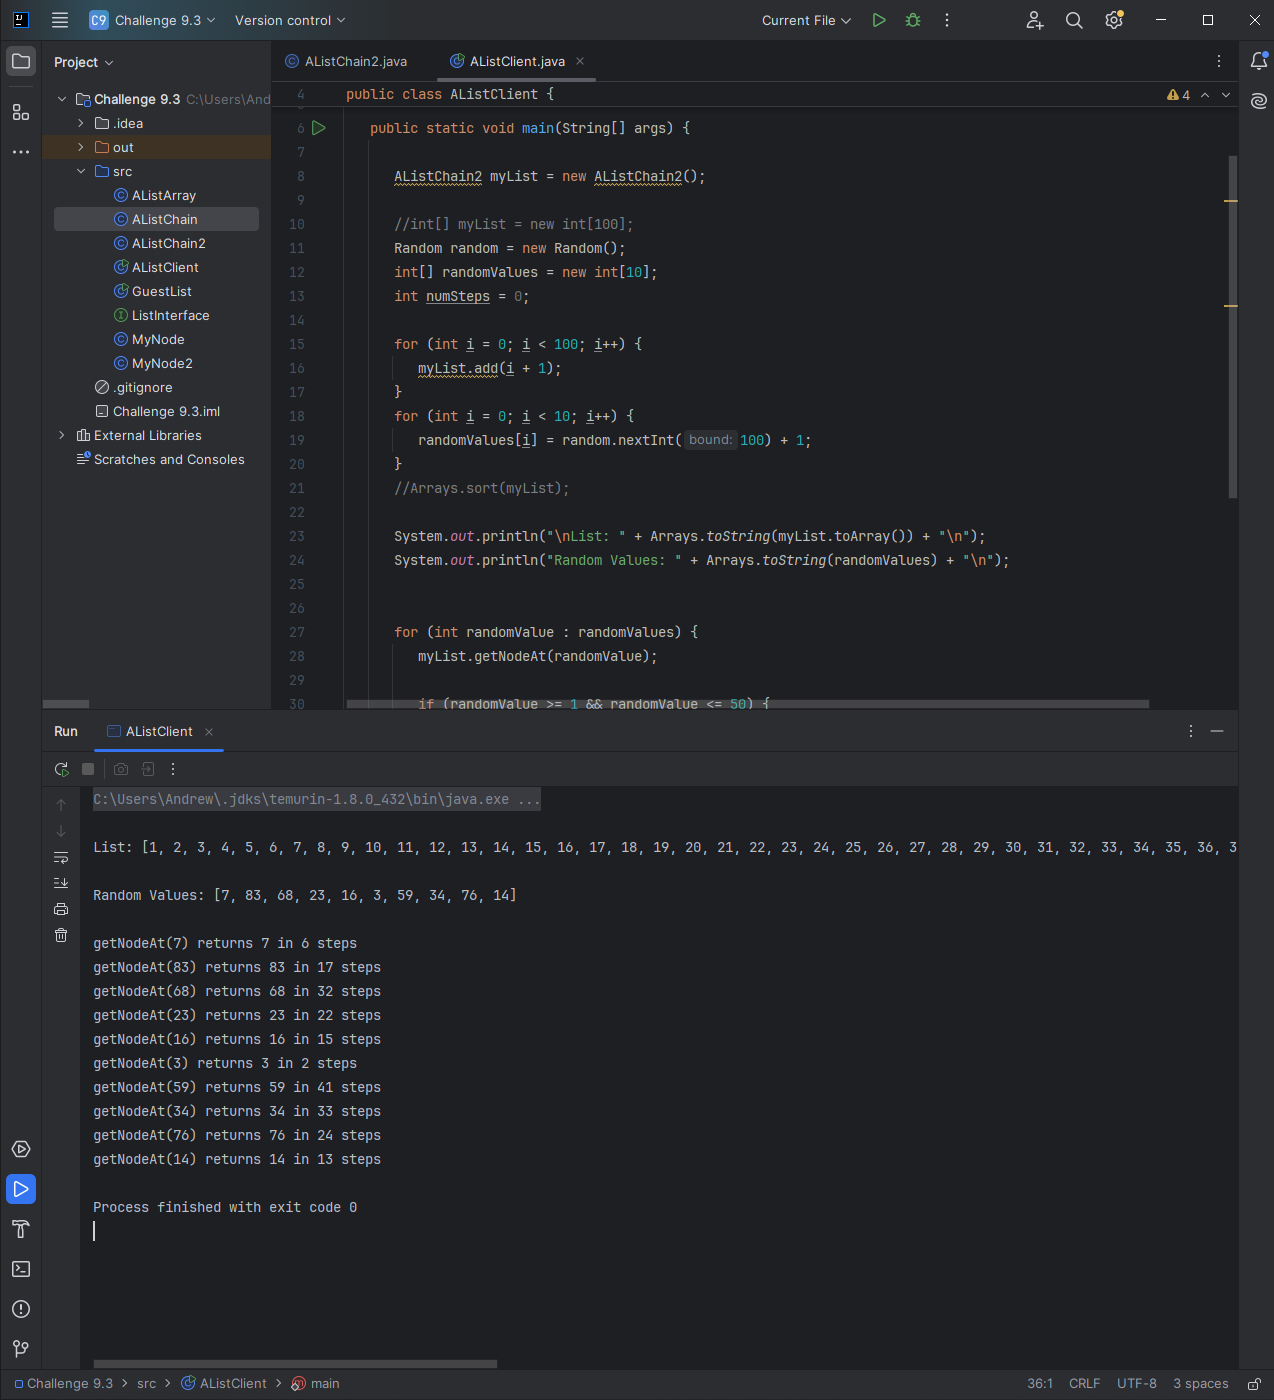 C9 Challenge 9.3 Version control Current File
Project
Challenge 9.3 C:\Users\And
.idea
out
src
AListArray
AListChain
AListChain2
AListClient
GuestList
ListInterface
MyNode
MyNode2
.gitignore
Challenge 9.3.iml
External Libraries
Scratches and Consoles
AListChain2.java AListClient.java
4 public class AListClient { 4
6 public static void main(String[] args) {
7
8 AListChain2 myList = new AListChain2();
9
10 //int[] myList = new int[100];
11 Random random = new Random();
12 int[] randomValues = new int[10];
13 int numSteps = 0;
14
15 for (int i = 0; i < 100; i++) {
16 myList.add(i + 1);
17 }
18 for (int i = 0; i < 10; i++) {
19 randomValues[i] = random.nextInt( bound: 100) + 1;
20 }
21 //Arrays.sort(myList);
22
23 System.out.println("\nList: " + Arrays.toString(myList.toArray()) + "\n");
24 System.out.println("Random Values: " + Arrays.toString(randomValues) + "\n");
25
26
27 for (int randomValue : randomValues) {
28 myList.getNodeAt(randomValue);
29
30 if (randomValue >= 1 && randomValue <= 50) {
Run AListClient
C:\Users\Andrew\.jdks\temurin-1.8.0_432\bin\java.exe ...
List: [1, 2, 3, 4, 5, 6, 7, 8, 9, 10, 11, 12, 13, 14, 15, 16, 17, 18, 19, 20, 21, 22, 23, 24, 25, 26, 27, 28, 29, 30, 31, 32, 33, 34, 35, 36, 3
Random Values: [7, 83, 68, 23, 16, 3, 59, 34, 76, 14]
getNodeAt(7) returns 7 in 6 steps
getNodeAt(83) returns 83 in 17 steps
getNodeAt(68) returns 68 in 32 steps
getNodeAt(23) returns 23 in 22 steps
getNodeAt(16) returns 16 in 15 steps
getNodeAt(3) returns 3 in 2 steps
getNodeAt(59) returns 59 in 41 steps
getNodeAt(34) returns 34 in 33 steps
getNodeAt(76) returns 76 in 24 steps
getNodeAt(14) returns 14 in 13 steps
Process finished with exit code 0
Challenge 9.3 > src > AListClient > main 36:1 CRLF UTF-8 3 spaces